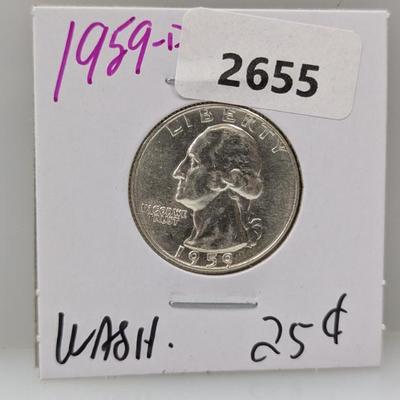 1959-D
2655
LIBERTY
IN GOD WE
TRUST
1959
WASH. 25¢